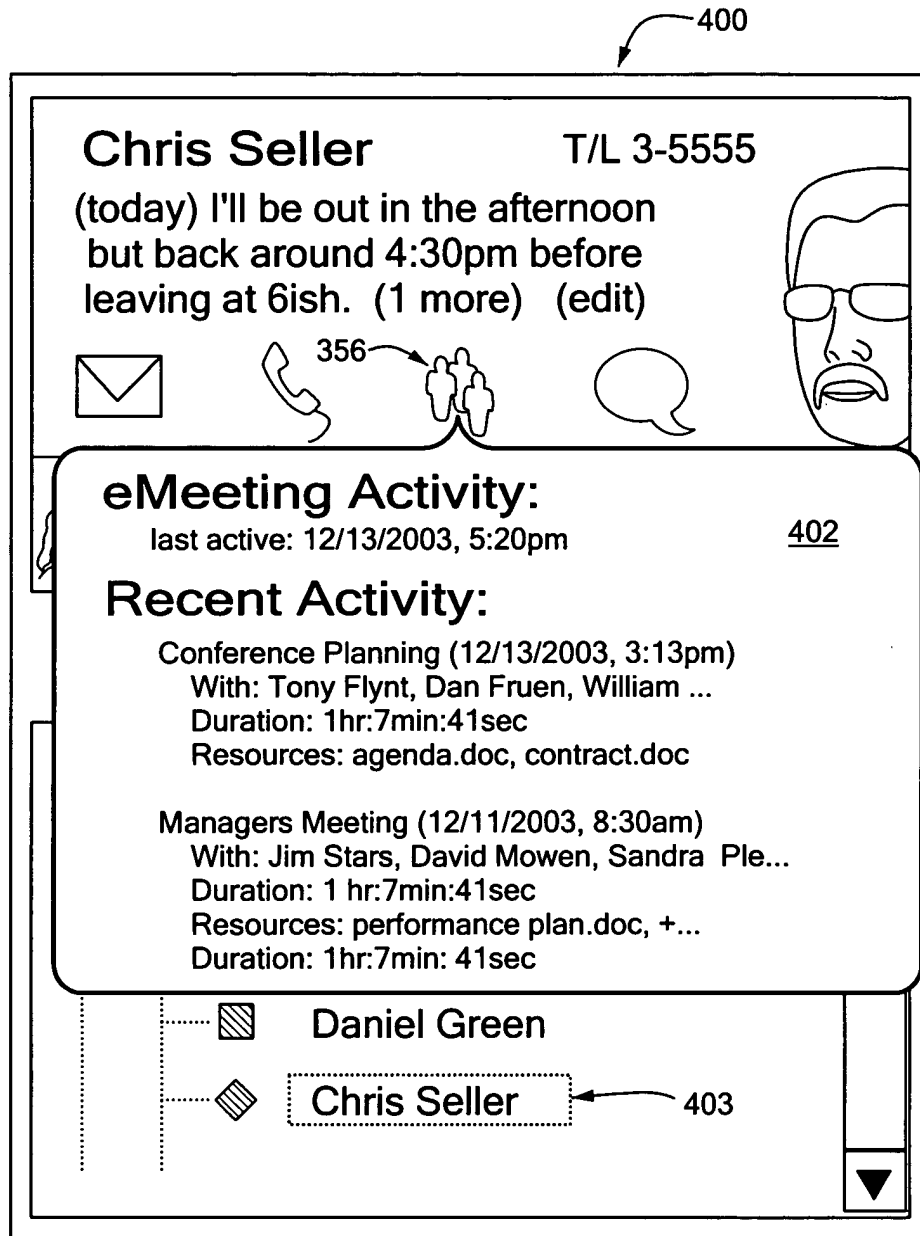 400
Chris Seller T/L 3-5555
(today) I'll be out in the afternoon
but back around 4:30pm before
leaving at 6ish. (1 more) (edit)
356
eMeeting Activity:
last active: 12/13/2003, 5:20pm 402
Recent Activity:
Conference Planning (12/13/2003, 3:13pm)
With: Tony Flynt, Dan Fruen, William ...
Duration: 1hr:7min:41sec
Resources: agenda.doc, contract.doc
Managers Meeting (12/11/2003, 8:30am)
With: Jim Stars, David Mowen, Sandra Ple...
Duration: 1 hr:7min:41sec
Resources: performance plan.doc, +...
Duration: 1hr:7min: 41sec
Daniel Green
Chris Seller 403